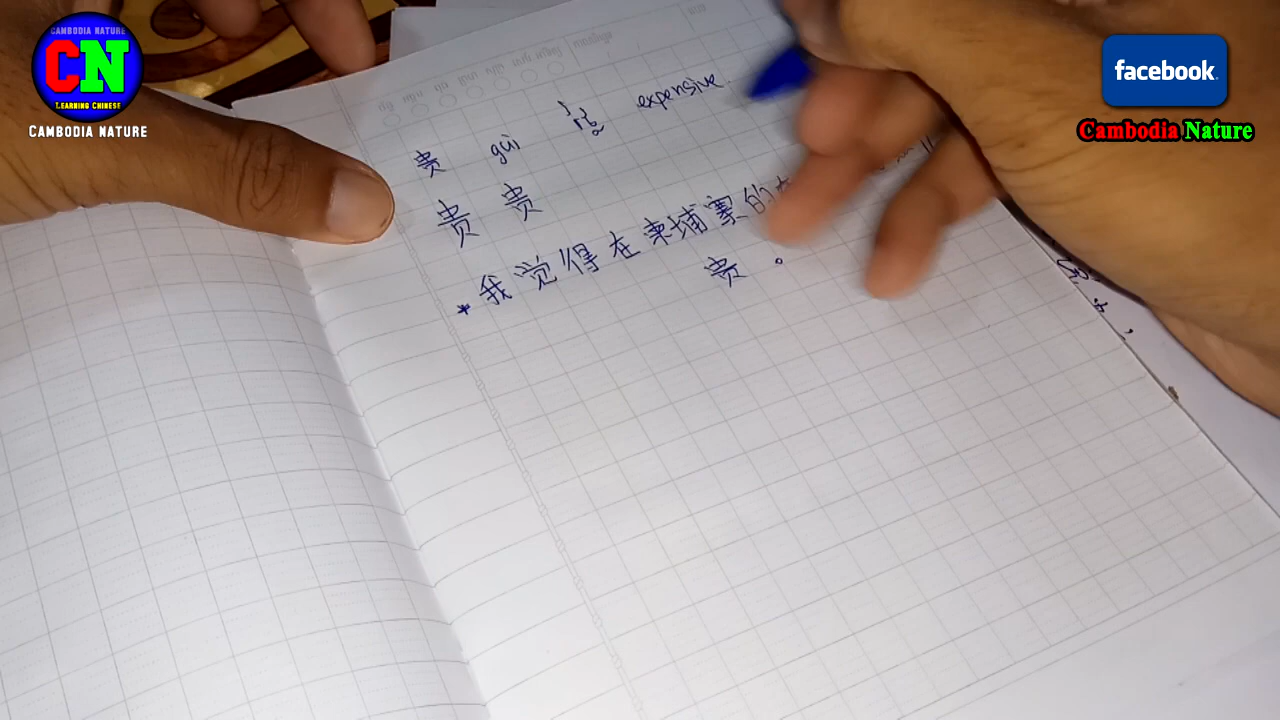 CAMBODIA NATURE
CN
LEARNING CHINESE
CAMBODIA NATURE
facebook
Cambodia Nature
贵 gùi ថ្លៃ expensive
贵 贵
* 我觉得在柬埔寨的
贵。